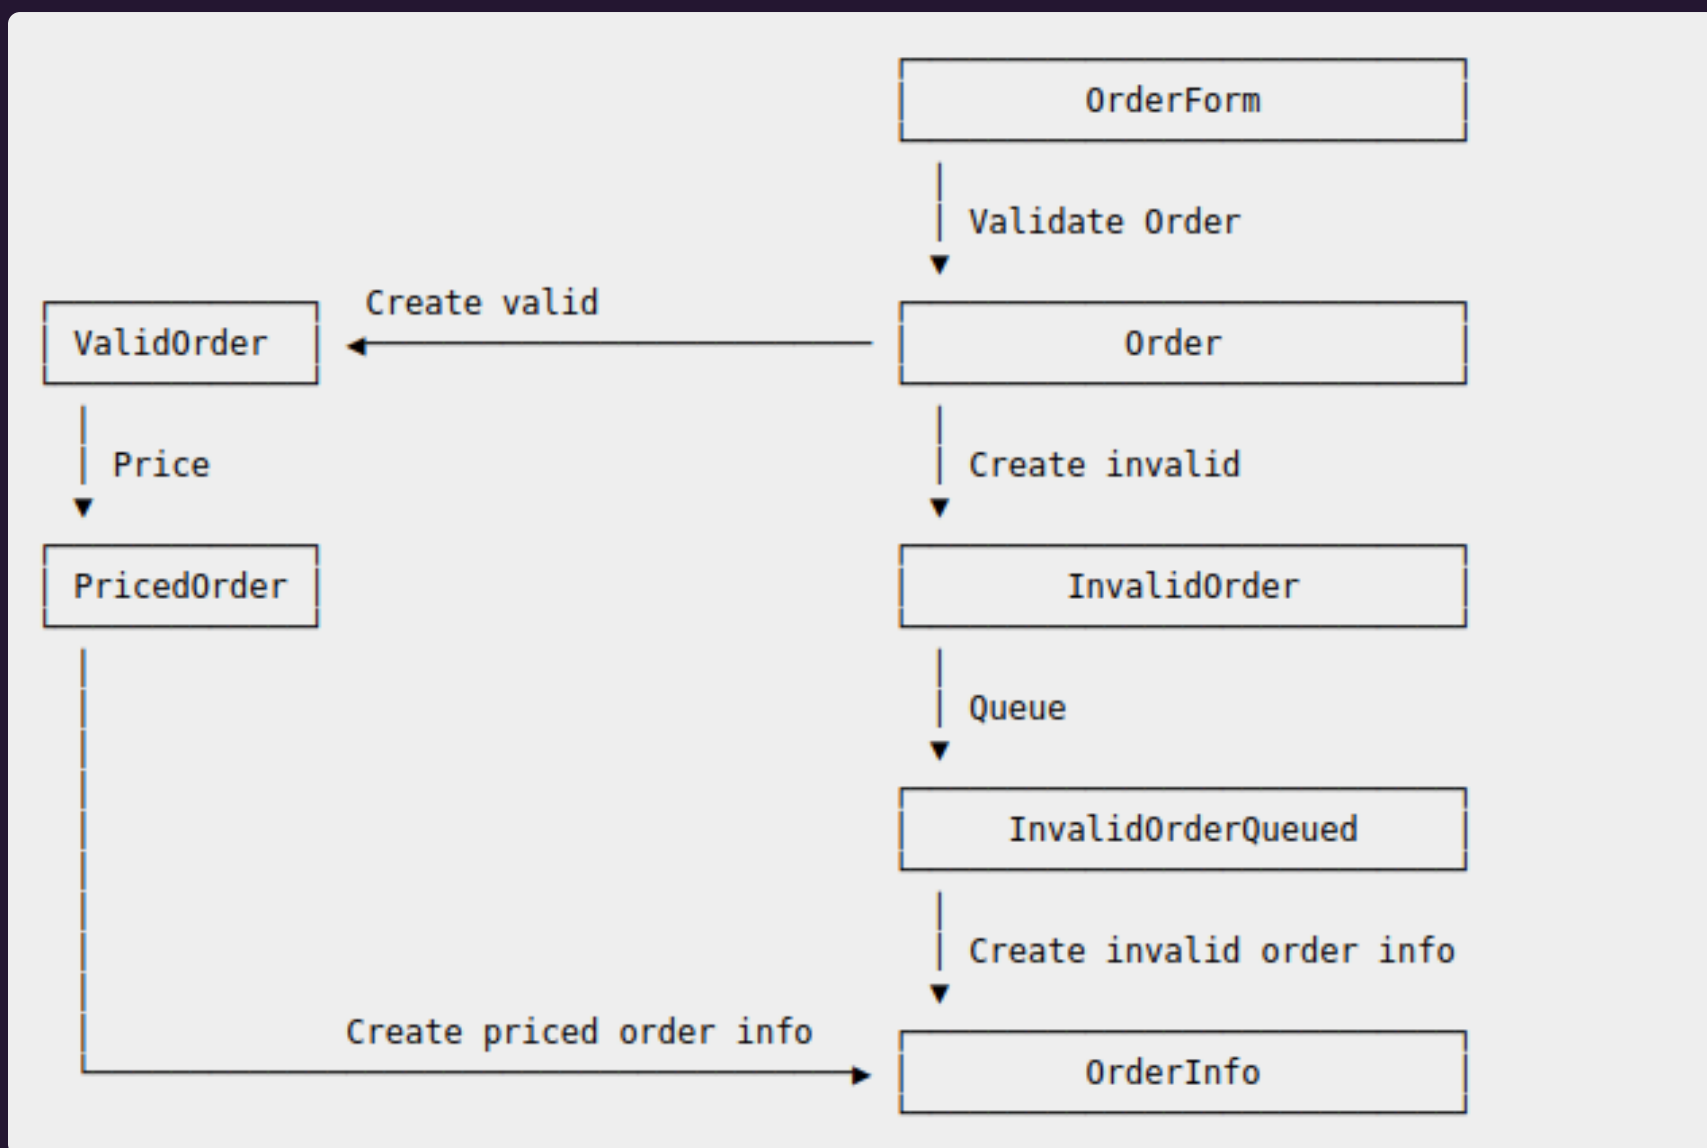 OrderForm
Validate Order
Create valid
ValidOrder
Order
Price
Create invalid
PricedOrder
InvalidOrder
Queue
InvalidOrderQueued
Create invalid order info
Create priced order info
OrderInfo